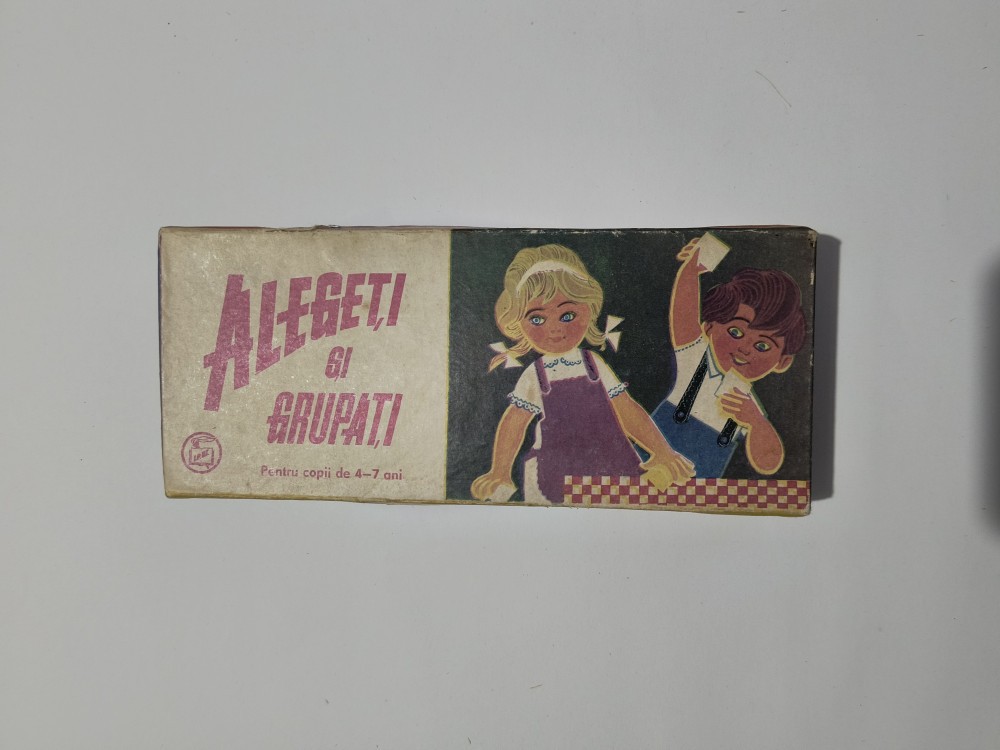 ALEGEȚI
ȘI
GRUPAȚI
Pentru copii de 4–7 ani